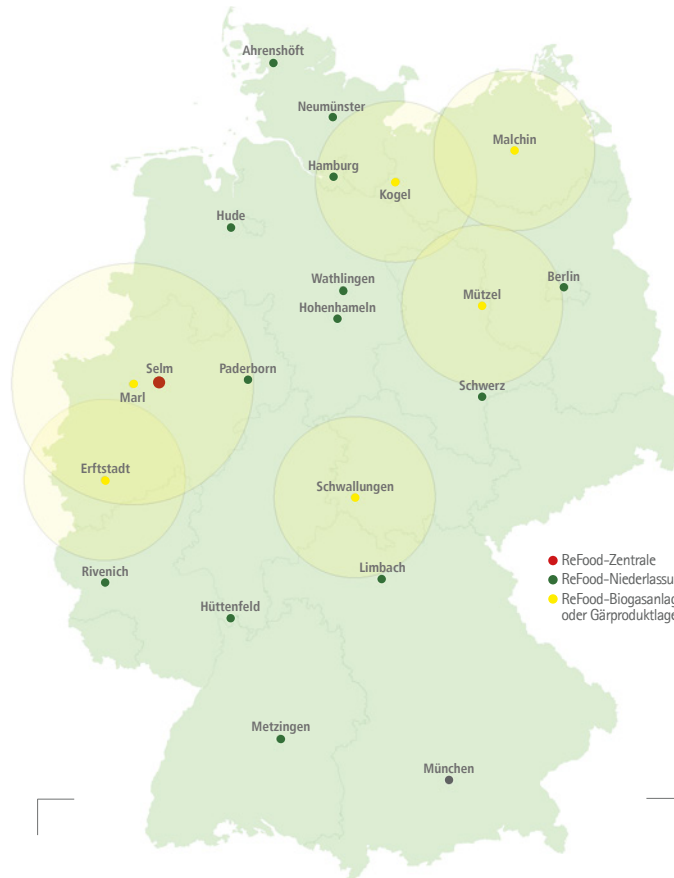 Ahrenshöft
Neumünster
Malchin
Hamburg
Kogel
Hude
Wathlingen
Berlin
Mützel
Hohenhameln
Selm
Paderborn
Marl
Schwerz
Erftstadt
Schwallungen
ReFood-Zentrale
Rivenich
Limbach
ReFood-Niederlassu
ReFood-Biogasanlag
oder Gärproduktlage
Hüttenfeld
Metzingen
München